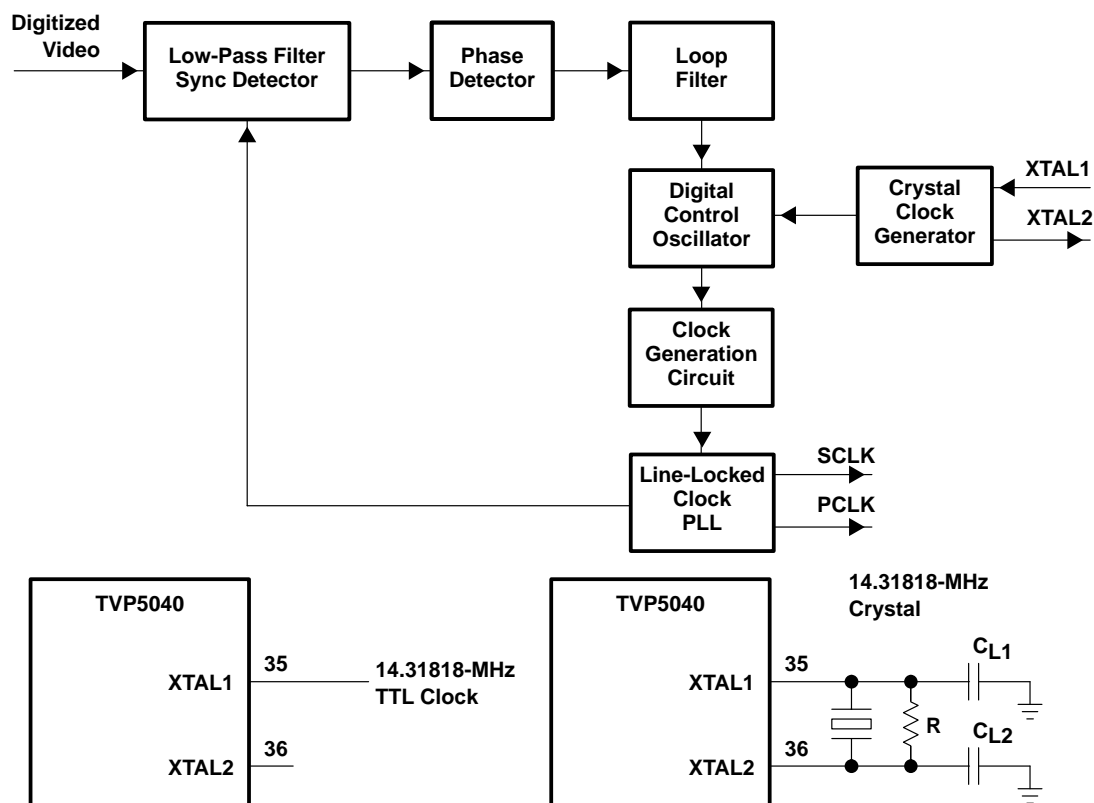 Digitized
Video
Low-Pass Filter
Sync Detector
Phase
Detector
Loop
Filter
Digital
Control
Oscillator
Crystal
Clock
Generator
XTAL1
XTAL2
Clock
Generation
Circuit
Line-Locked
Clock
PLL
SCLK
PCLK
TVP5040
XTAL1
35
14.31818-MHz
TTL Clock
XTAL2
36
TVP5040
14.31818-MHz
Crystal
XTAL1
35
CL1
R
XTAL2
36
CL2